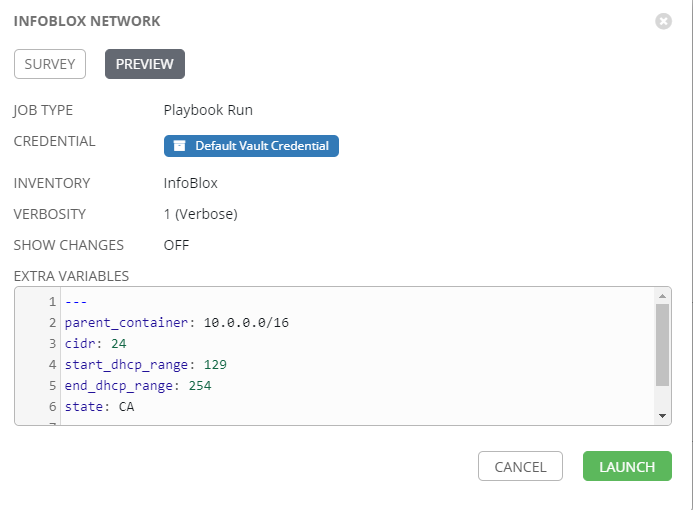 INFOBLOX NETWORK
SURVEY PREVIEW
JOB TYPE Playbook Run
CREDENTIAL Default Vault Credential
INVENTORY InfoBlox
VERBOSITY 1 (Verbose)
SHOW CHANGES OFF
EXTRA VARIABLES
1 ---
2 parent_container: 10.0.0.0/16
3 cidr: 24
4 start_dhcp_range: 129
5 end_dhcp_range: 254
6 state: CA
CANCEL LAUNCH